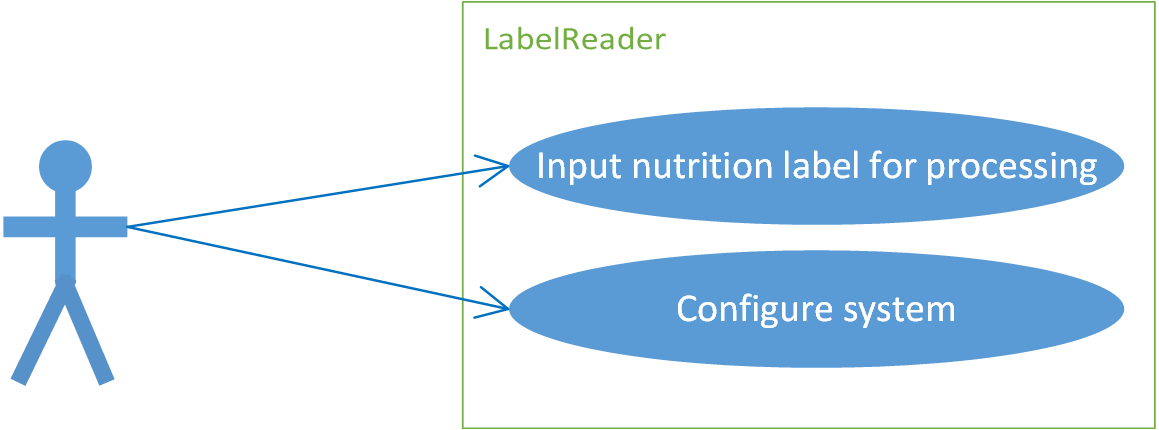 LabelReader
Input nutrition label for processing
Configure system